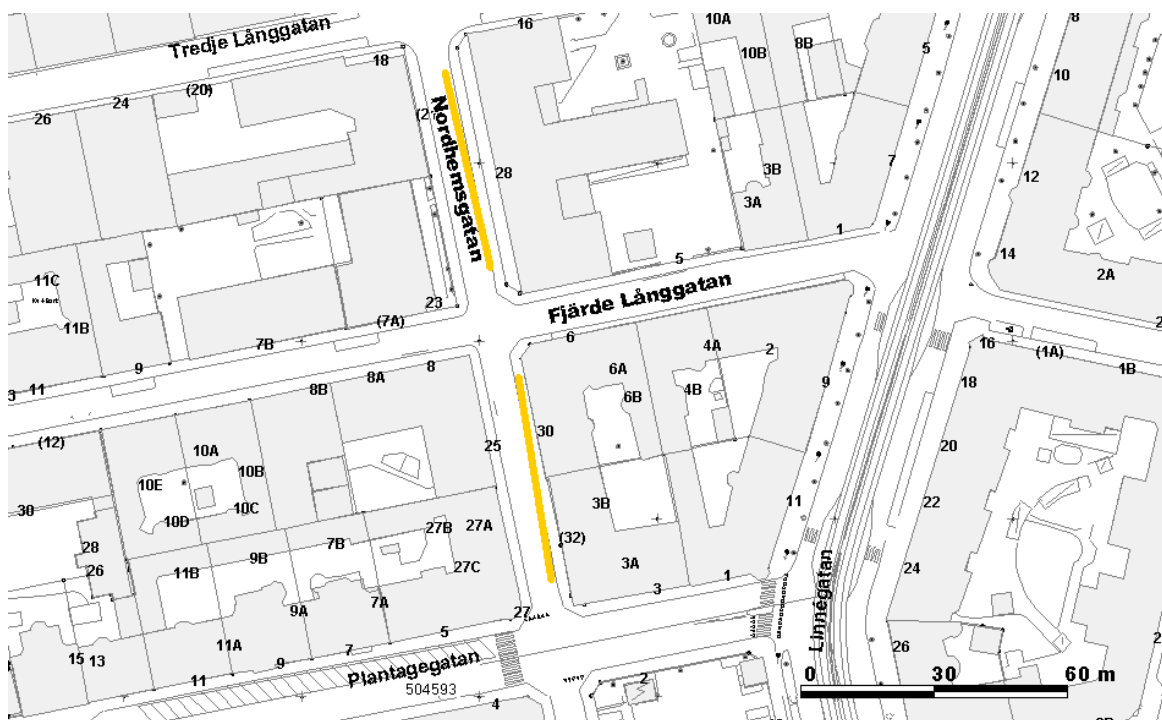 16
10A
8
Tredje Långgatan
18
10B
8B
5
10
24
(20)
26
Nordhemsgatan
28
3B
7
12
3A
1
14
5
2A
11C
11B
23
Fjärde Långgatan
(7A)
7B
9
11
6
4A
2
16
(1A)
1B
8
8A
8B
6A
6B
4B
9
18
(12)
25
30
20
10A
10B
10E
10D
10C
30
3B
11
22
27A
27B
7B
9B
28
26
11B
(32)
3A
27C
24
9A
7A
3
1
27
Linnégatan
11A
5
7
15
13
9
11
26
Plantagegatan
504593
2
4
0 30 60 m